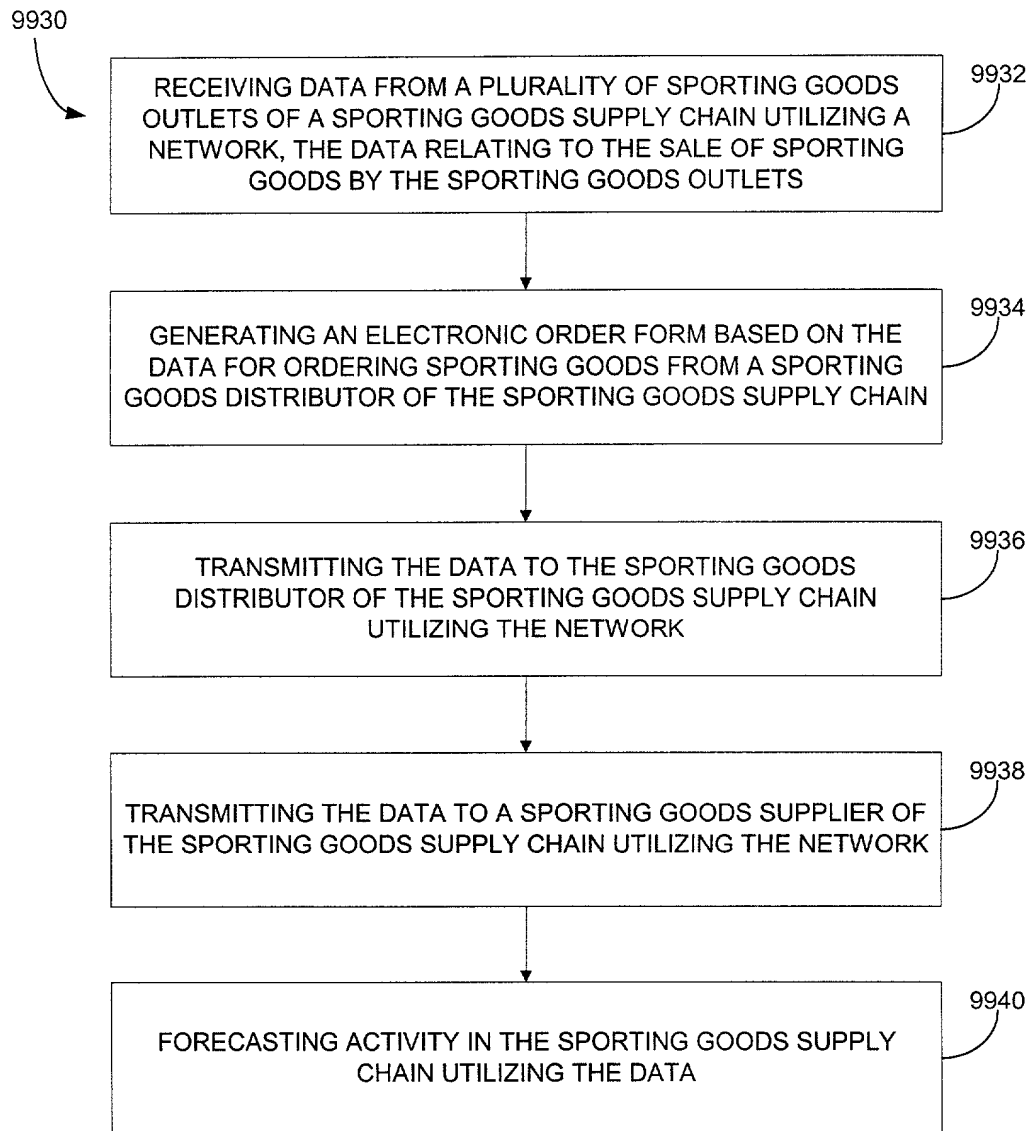 9930
9932
RECEIVING DATA FROM A PLURALITY OF SPORTING GOODS
OUTLETS OF A SPORTING GOODS SUPPLY CHAIN UTILIZING A
NETWORK, THE DATA RELATING TO THE SALE OF SPORTING
GOODS BY THE SPORTING GOODS OUTLETS
9934
GENERATING AN ELECTRONIC ORDER FORM BASED ON THE
DATA FOR ORDERING SPORTING GOODS FROM A SPORTING
GOODS DISTRIBUTOR OF THE SPORTING GOODS SUPPLY CHAIN
9936
TRANSMITTING THE DATA TO THE SPORTING GOODS
DISTRIBUTOR OF THE SPORTING GOODS SUPPLY CHAIN
UTILIZING THE NETWORK
9938
TRANSMITTING THE DATA TO A SPORTING GOODS SUPPLIER OF
THE SPORTING GOODS SUPPLY CHAIN UTILIZING THE NETWORK
9940
FORECASTING ACTIVITY IN THE SPORTING GOODS SUPPLY
CHAIN UTILIZING THE DATA